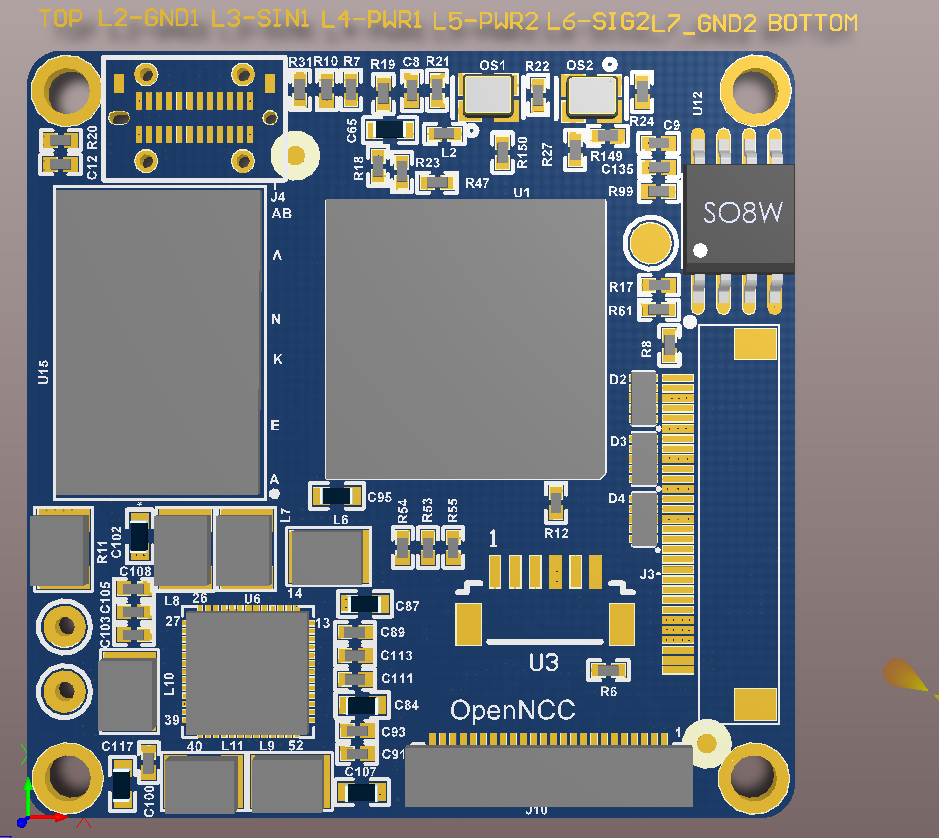 TOP L2-GND1 L3-SIN1 L4-PWR1 L5-PWR2 L6-SIG2 L7_GND2 BOTTOM
R31 R10 R7 R19 C8 R21 OS1 R22 OS2
R24 U12
R20 C12
C65 L2 R150 R27 R149 C9
C135
R18 R23 R47 R99
J4
AB
U1
SO8W
Λ
N
K
E
A
U15
R17
R61
R8
D2
D3
D4
C95
L6
L7
R54 R53 R55
R12
1
C102
R11
C108
C105
C103
L8 26 U6 14
27 13
C87
C89
C113
C111
C84
C93
C91
C107
J3
U3
R6
L10
39
40 L11 L9 52
C117
C100
OpenNCC
1
J10